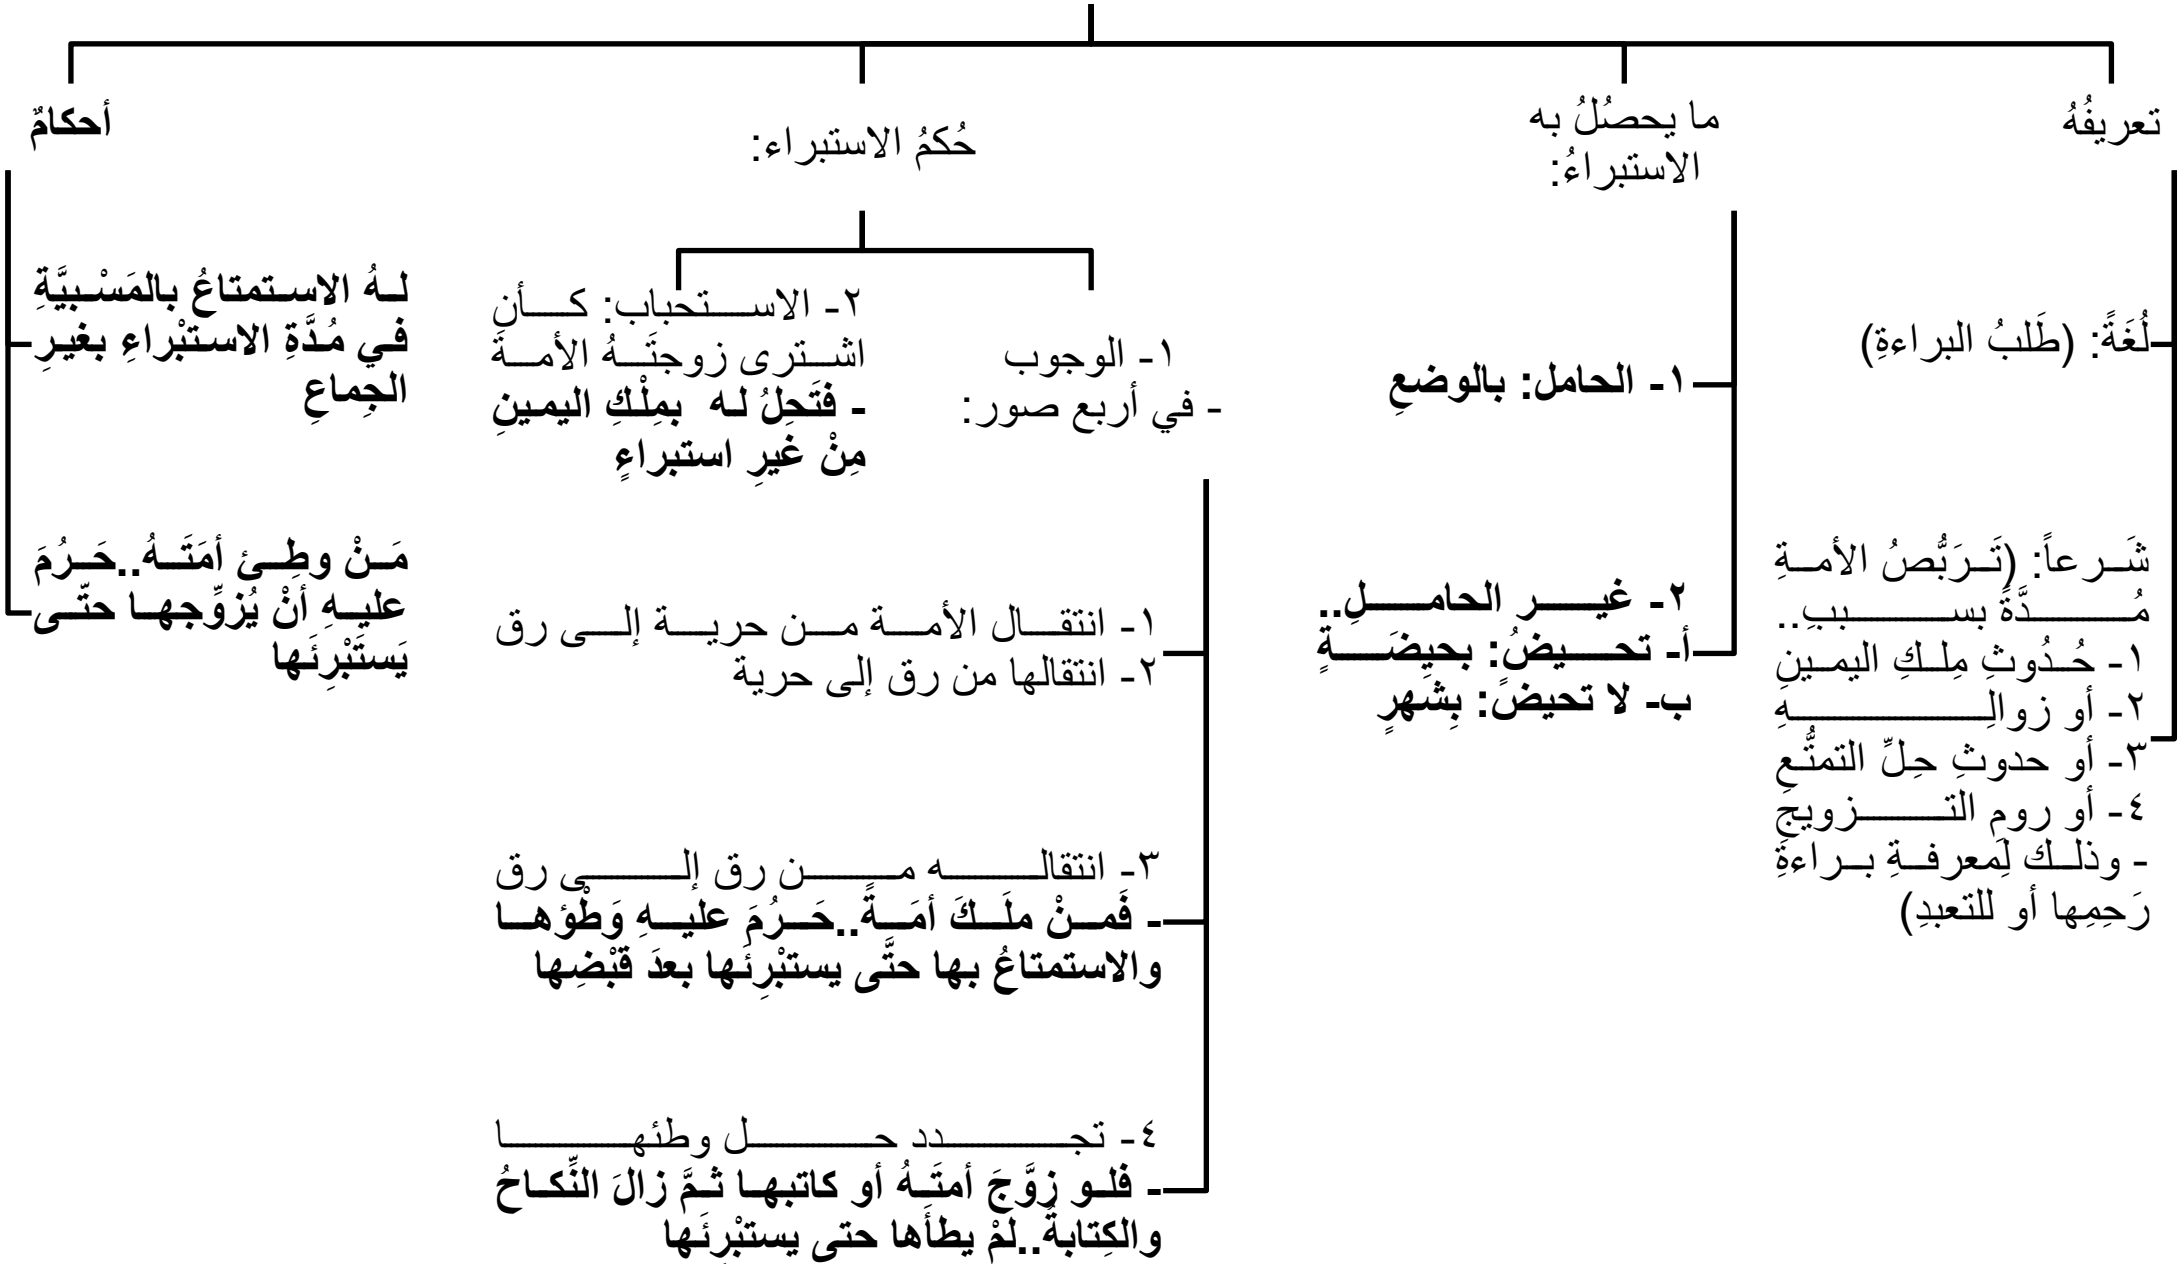 تعريفُهُ
لُغَةً: (طَلبُ البراءةِ)
شَرعاً: (تَرَبُّصُ الأمةِ
مُدَّةً بسببِ..
١- حُدُوثِ مِلكِ اليمينِ
٢- أو زوالِهِ
٣- أو حدوثِ حِلِّ التمتُّعِ
٤- أو رومِ التزويجِ
- وذلك لِمعرفةِ براءةِ
رَحِمِها أو للتعبدِ)
ما يحصُلُ به
الاستبراءُ:
١- الحامل: بالوضعِ
٢- غير الحاملِ..
أ- تحيضُ: بحيضَةٍ
ب- لا تحيضُ: بِشهرٍ
حُكمُ الاستبراء:
١- الوجوب
- في أربع صور:
١- انتقال الأمة من حرية إلى رق
٢- انتقالها من رق إلى حرية
٣- انتقاله من رق إلى رق
- فَمنْ ملَكَ أمَةً..حَرُمَ عليهِ وَطْؤها
والاستمتاعُ بها حتَّى يستبْرِئَها بعدَ قبْضِها
٤- تجدد حل وطئها
- فلو زوَّجَ أمتَهُ أو كاتبها ثمَّ زالَ النِّكاحُ
والكِتابةُ..لمْ يطأَها حتى يستبْرِئَها
٢- الاستحباب: كأن
اشترى زوجتَهُ الأمةَ
- فتَحِلُ له بمِلْكِ اليمينِ
مِنْ غيرِ استبراءٍ
أحكامٌ
لهُ الاستمتاعُ بالمَسْبيَّةِ
في مُدَّةِ الاستبْراءِ بغيرِ
الجِماعِ
مَنْ وطِئ أمَتَهُ..حَرُمَ
عليهِ أنْ يُزوِّجها حتّى
يَستَبْرِئَها